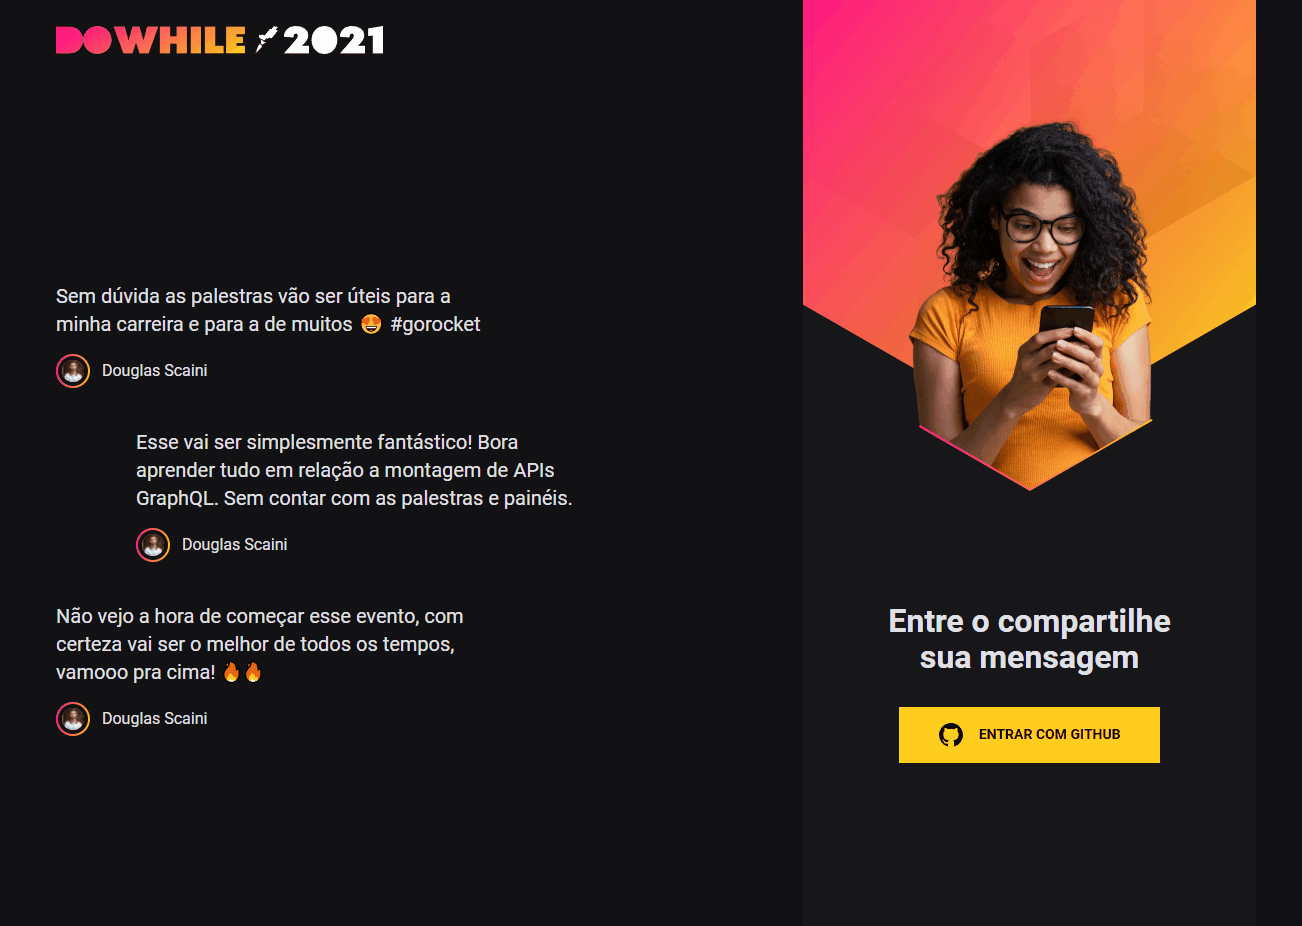 DOWHILE 2021
Sem dúvida as palestras vão ser úteis para a
minha carreira e para a de muitos 😍 #gorocket
Douglas Scaini
Esse vai ser simplesmente fantástico! Bora
aprender tudo em relação a montagem de APIs
GraphQL. Sem contar com as palestras e painéis.
Douglas Scaini
Não vejo a hora de começar esse evento, com
certeza vai ser o melhor de todos os tempos,
vamooo pra cima! 🔥🔥
Douglas Scaini
Entre o compartilhe
sua mensagem
ENTRAR COM GITHUB